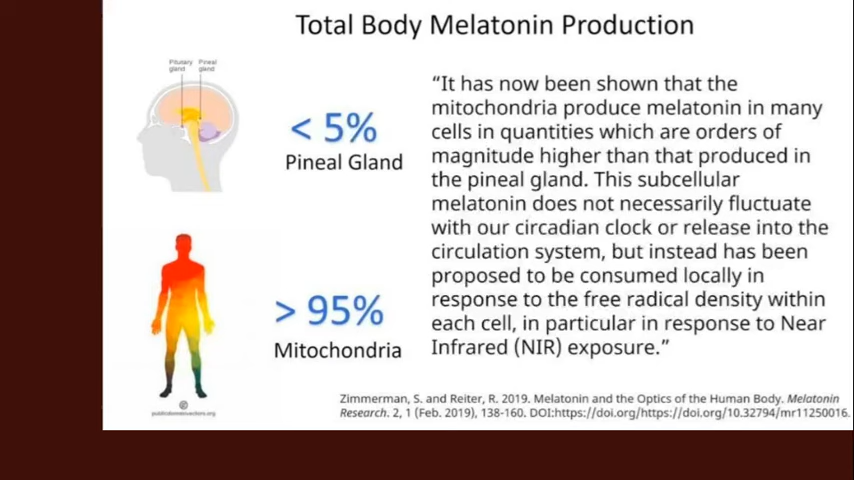 Total Body Melatonin Production
Pituitary Pineal
gland gland
< 5%
Pineal Gland
> 95%
Mitochondria
“It has now been shown that the
mitochondria produce melatonin in many
cells in quantities which are orders of
magnitude higher than that produced in
the pineal gland. This subcellular
melatonin does not necessarily fluctuate
with our circadian clock or release into the
circulation system, but instead has been
proposed to be consumed locally in
response to the free radical density within
each cell, in particular in response to Near
Infrared (NIR) exposure.”
publicdomainvectors.org
Zimmerman, S. and Reiter, R. 2019. Melatonin and the Optics of the Human Body. Melatonin
Research. 2, 1 (Feb. 2019), 138-160. DOI:https://doi.org/https://doi.org/10.32794/mr11250016.